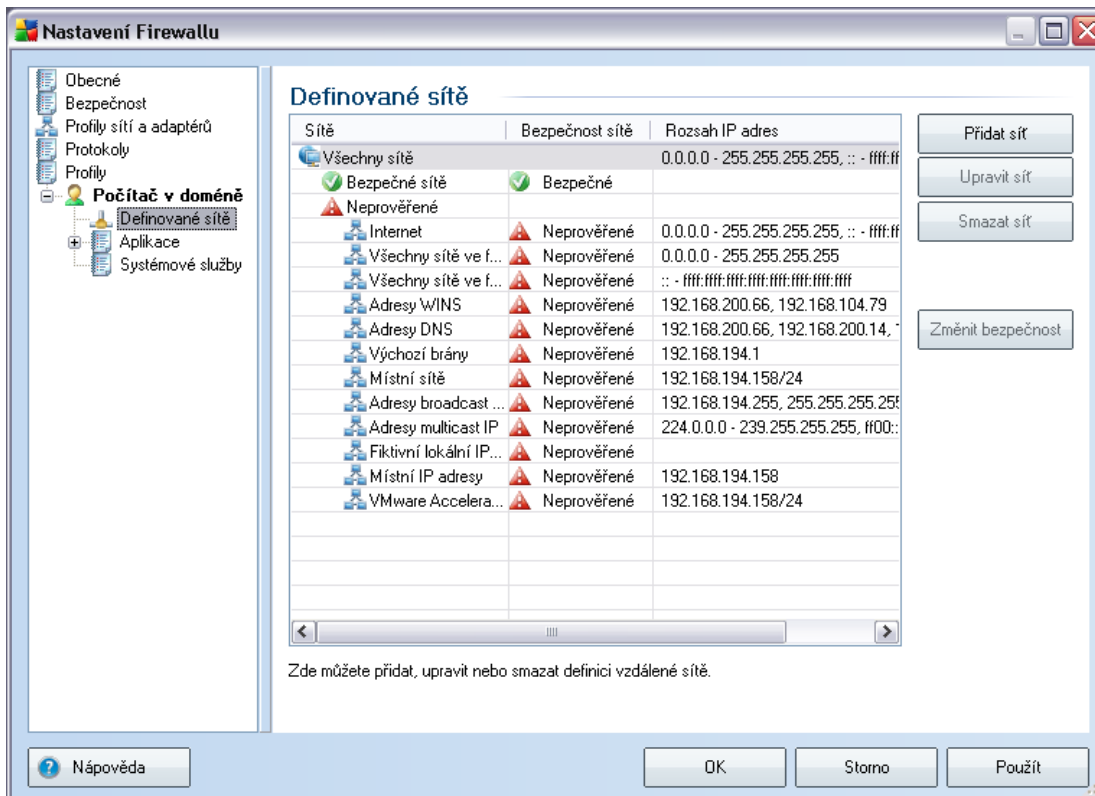 Nastavení Firewallu
Obecné
Bezpečnost
Profily sítí a adaptérů
Protokoly
Profily
Počítač v doméně
Definované sítě
Aplikace
Systémové služby
Definované sítě
Sítě Bezpečnost sítě Rozsah IP adres
Všechny sítě 0.0.0.0 - 255.255.255.255, :: - ffff:ff
Bezpečné sítě Bezpečné
Neprověřené
Internet Neprověřené 0.0.0.0 - 255.255.255.255, :: - ffff:ff
Všechny sítě ve f... Neprověřené 0.0.0.0 - 255.255.255.255
Všechny sítě ve f... Neprověřené :: - ffff:ffff:ffff:ffff:ffff:ffff:ffff:ffff
Adresy WINS Neprověřené 192.168.200.66, 192.168.104.79
Adresy DNS Neprověřené 192.168.200.66, 192.168.200.14, 1
Výchozí brány Neprověřené 192.168.194.1
Místní sítě Neprověřené 192.168.194.158/24
Adresy broadcast ... Neprověřené 192.168.194.255, 255.255.255.255
Adresy multicast IP Neprověřené 224.0.0.0 - 239.255.255.255, ff00::
Fiktivní lokální IP... Neprověřené
Místní IP adresy Neprověřené 192.168.194.158
VMware Accelera... Neprověřené 192.168.194.158/24
Přidat síť
Upravit síť
Smazat síť
Změnit bezpečnost
Zde můžete přidat, upravit nebo smazat definici vzdálené sítě.
Nápověda
OK
Storno
Použít